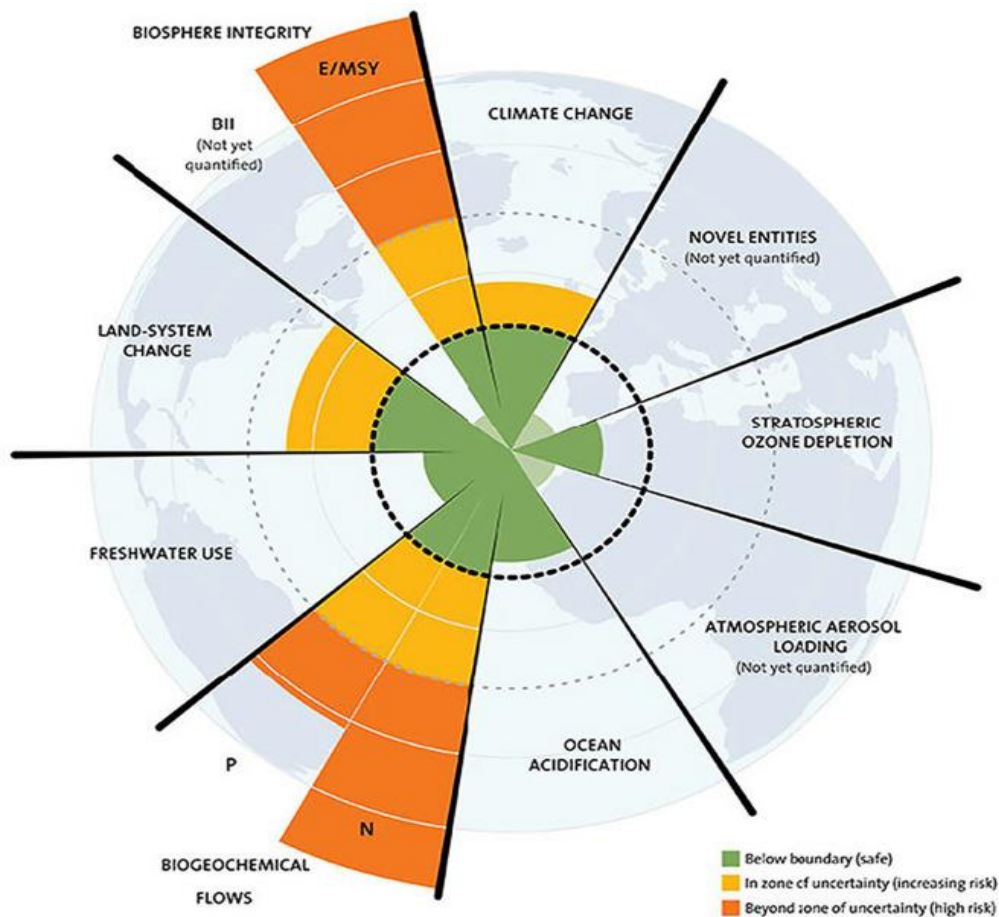 BIOSPHERE INTEGRITY
E/MSY
BII
(Not yet
quantified)
CLIMATE CHANGE
NOVEL ENTITIES
(Not yet quantified)
LAND-SYSTEM
CHANGE
STRATOSPHERIC
OZONE DEPLETION
FRESHWATER USE
ATMOSPHERIC AEROSOL
LOADING
(Not yet quantified)
OCEAN
ACIDIFICATION
P
N
BIOGEOCHEMICAL
FLOWS
Below boundary (safe)
In zone of uncertainty (increasing risk)
Beyond zone of uncertainty (high risk)